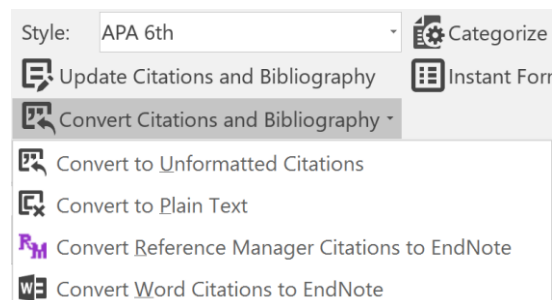 Style: APA 6th Categorize
Update Citations and Bibliography Instant
Convert Citations and Bibliography
Convert to Unformatted Citations
Convert to Plain Text
RM Convert Reference Manager Citations to EndNote
W Convert Word Citations to EndNote